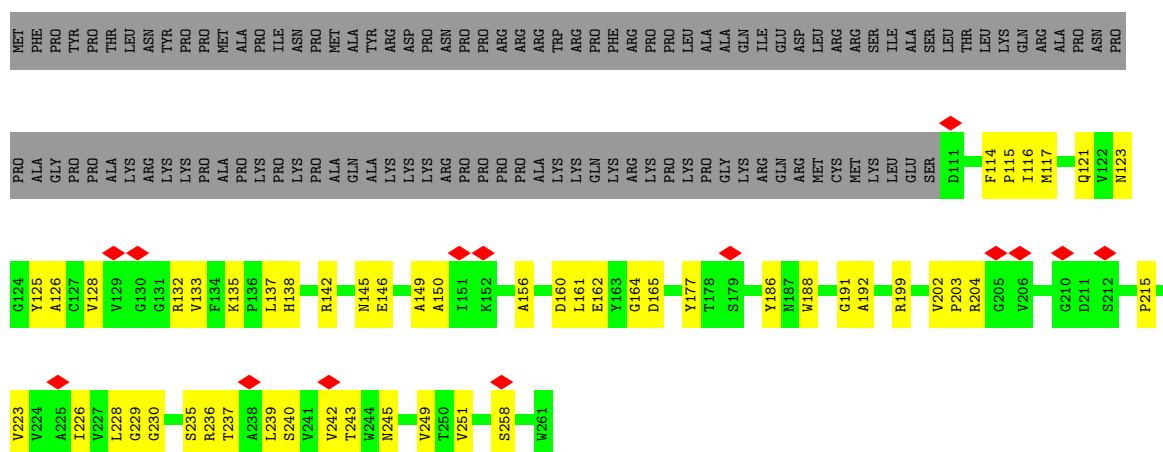 MET PHE PRO TYR PRO THR LEU ASN TYR PRO PRO MET ALA PRO ILE ASN PRO MET ALA TYR ARG ASP PRO ASN PRO PRO ARG ARG ARG TRP ARG PRO PHE ARG PRO PRO LEU ALA ALA GLN ILE GLU ASP LEU ARG ARG SER ILE ALA SER LEU THR LEU LYS GLN ARG ALA PRO ASN PRO
PRO ALA GLY PRO PRO ALA LYS ARG LYS LYS PRO ALA PRO LYS PRO LYS PRO ALA GLN ALA LYS LYS LYS ARG PRO PRO PRO PRO ALA LYS LYS GLN LYS ARG LYS PRO LYS PRO GLY LYS ARG GLN ARG MET CYS MET LYS LEU GLU SER D111 F114 P115 I116 M117 Q121 V122 N123
G124 Y125 A126 C127 V128 V129 G130 G131 R132 V133 F134 K135 P136 L137 H138 R142 N145 E146 A149 A150 I151 K152 A156 D160 L161 E162 Y163 G164 D165 Y177 T178 S179 Y186 N187 W188 G191 A192 R199 V202 P203 R204 G205 V206 G210 D211 S212 P215
V223 V224 A225 I226 V227 L228 G229 G230 S235 R236 T237 A238 L239 S240 V241 V242 T243 W244 N245 V249 T250 V251 S258 W261